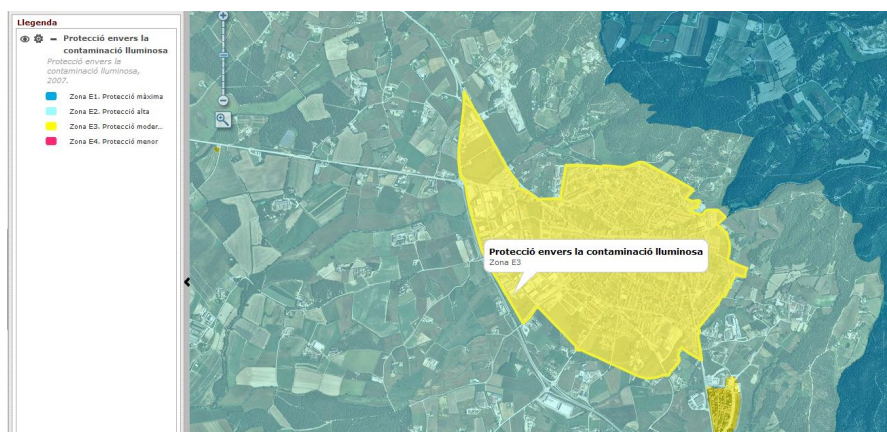 Llegenda
Protecció envers la
contaminació lluminosa
Protecció envers la
contaminació lluminosa,
2007.
Zona E1. Protecció màxima
Zona E2. Protecció alta
Zona E3. Protecció moder...
Zona E4. Protecció menor
Protecció envers la contaminació lluminosa
Zona E3